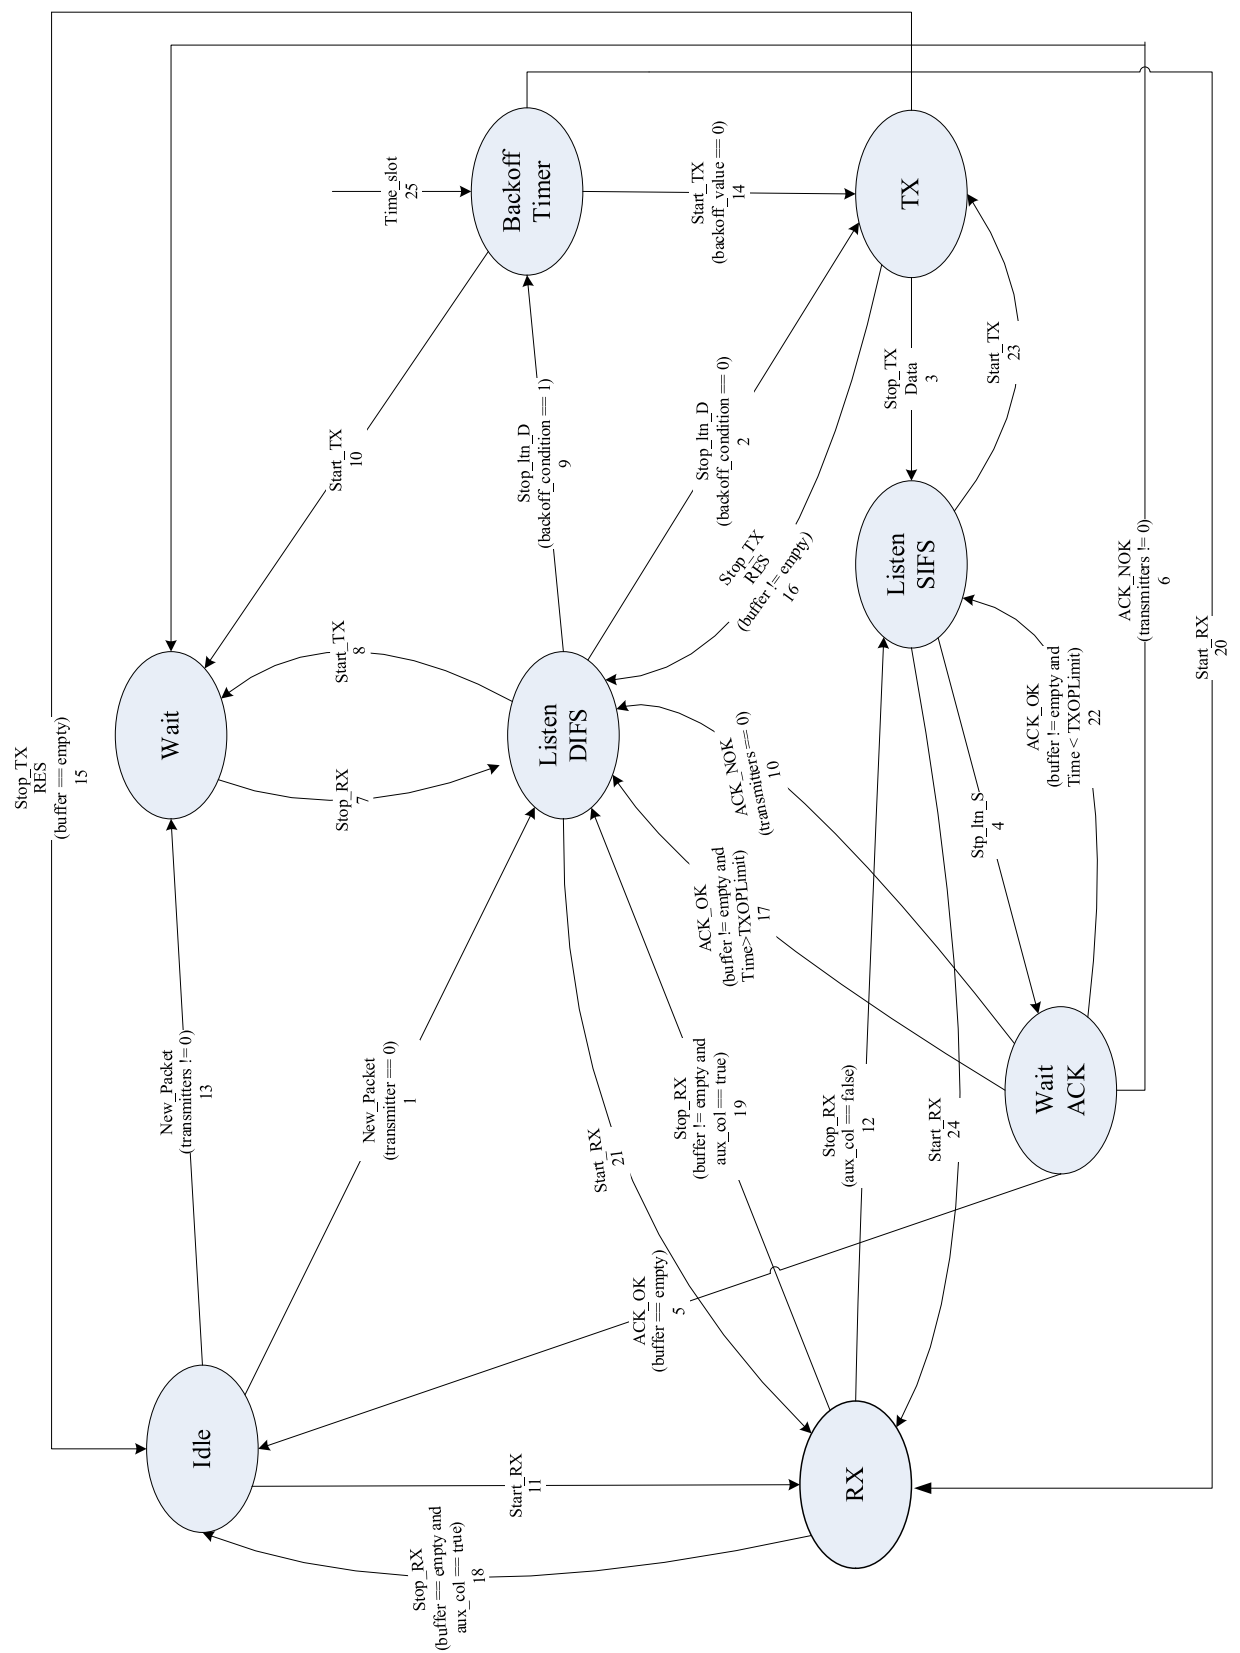 Idle
Wait
Listen
DIFS
Backoff
Timer
TX
Listen
SIFS
Wait
ACK
RX
Stop_TX
RES
(buffer == empty)
15
New_Packet
(transmitters != 0)
13
New_Packet
(transmitter == 0)
1
Start_RX
11
Stop_RX
(buffer == empty and
aux_col == true)
18
Stop_RX
7
Start_TX
8
Start_TX
10
Time_slot
25
Stop_ltn_D
(backoff_condition == 1)
9
Start_TX
(backoff_value == 0)
14
Stop_ltn_D
(backoff_condition == 0)
2
Stop_TX
RES
(buffer != empty)
16
Stop_TX
Data
3
Start_TX
23
ACK_NOK
(transmitters == 0)
10
ACK_OK
(buffer != empty and
Time>TXOPLimit)
17
Start_RX
21
Stop_RX
(buffer != empty and
aux_col == true)
19
Stop_RX
(aux_col == false)
12
Start_RX
24
Stp_ltn_S
4
ACK_OK
(buffer != empty and
Time < TXOPLimit)
22
ACK_OK
(buffer == empty)
5
ACK_NOK
(transmitters != 0)
6
Start_RX
20